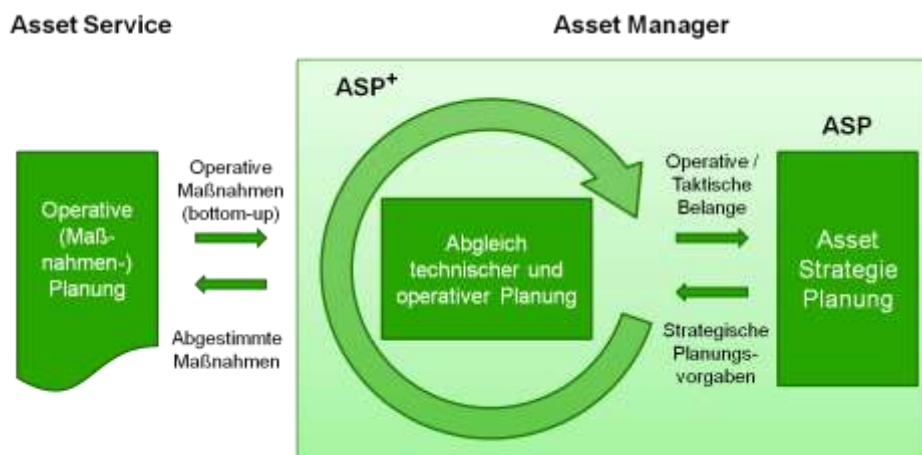 Asset Service
Asset Manager
ASP+
ASP
Operative
(Maß-
nahmen-)
Planung
Operative
Maßnahmen
(bottom-up)
Abgestimmte
Maßnahmen
Abgleich
technischer und
operativer Planung
Operative /
Taktische
Belange
Strategische
Planungs-
vorgaben
Asset
Strategie
Planung